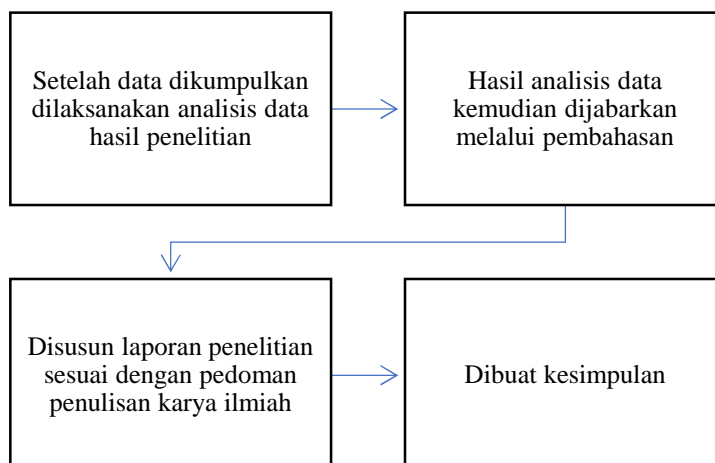 Setelah data dikumpulkan
dilaksanakan analisis data
hasil penelitian
Hasil analisis data
kemudian dijabarkan
melalui pembahasan
Disusun laporan penelitian
sesuai dengan pedoman
penulisan karya ilmiah
Dibuat kesimpulan